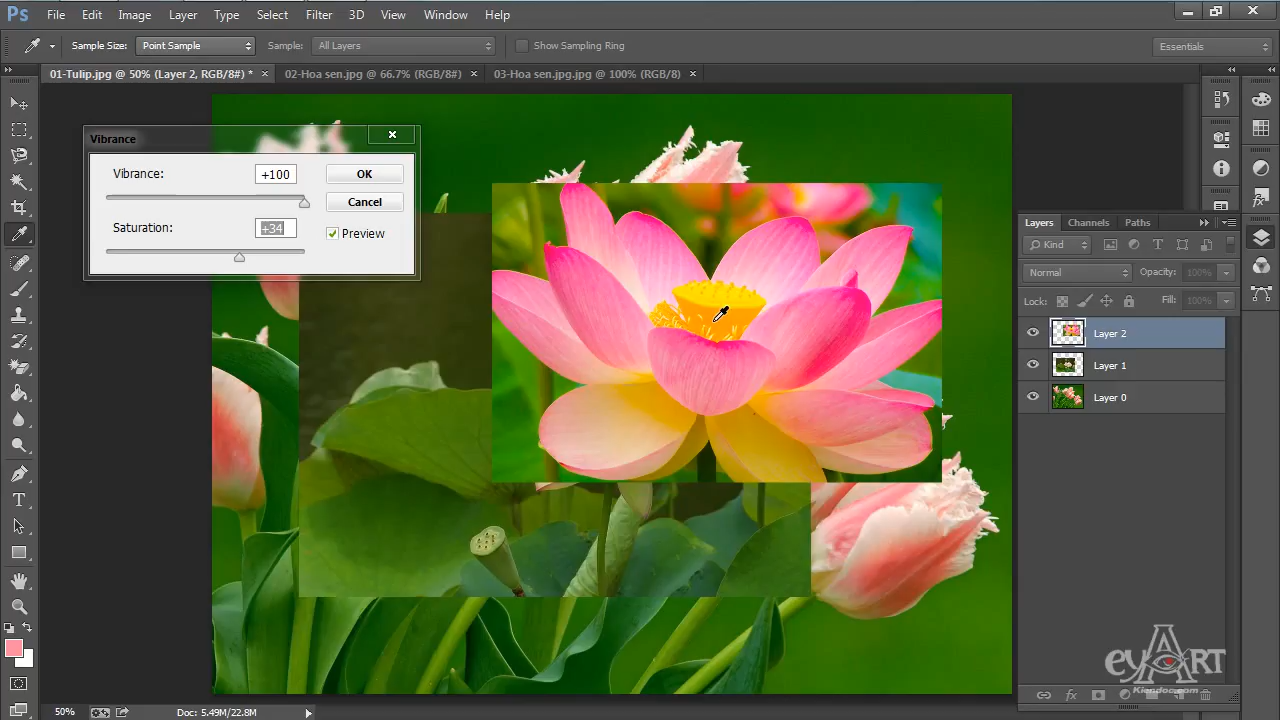 Ps File Edit Image Layer Type Select Filter 3D View Window Help
Sample Size: Point Sample Sample: All Layers Show Sampling Ring Essentials
01-Tulip.jpg @ 50% (Layer 2, RGB/8#) * × 02-Hoa sen.jpg @ 66.7% (RGB/8#) × 03-Hoa sen.jpg.jpg @ 100% (RGB/8) ×
Vibrance
Vibrance: +100 OK
Cancel
Saturation: +34 Preview
Layers Channels Paths
Kind
Normal Opacity: 100%
Lock: Fill: 100%
Layer 2
Layer 1
Layer 0
eyART
Kiendoc.com
50% Doc: 5.49M/22.8M